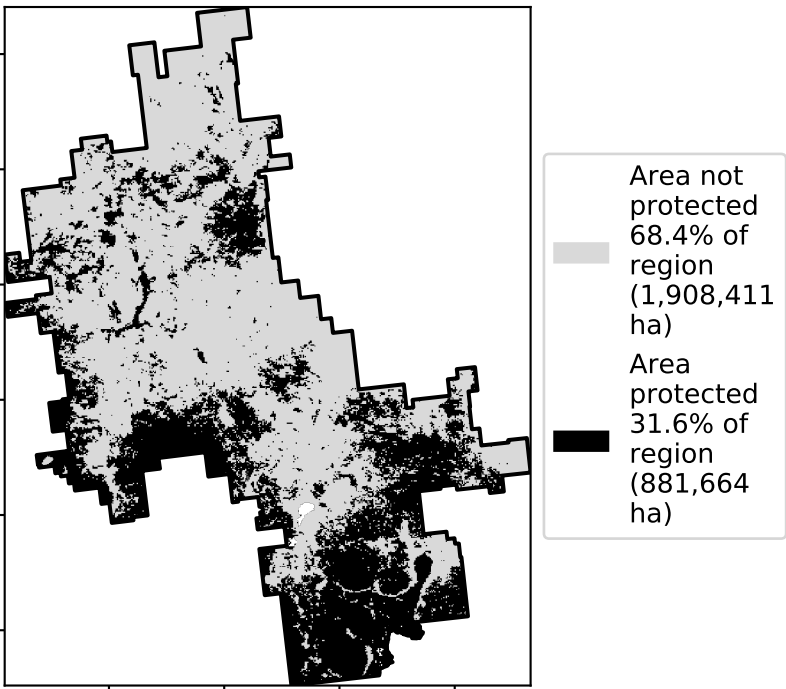 Area not
protected
68.4% of
region
(1,908,411
ha)
Area
protected
31.6% of
region
(881,664
ha)